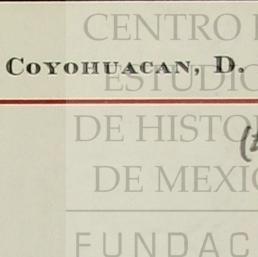 CENTRO
COYOHUACAN, D.
ESTUDIO
DE HISTO
DE MEXIC
FUNDAC